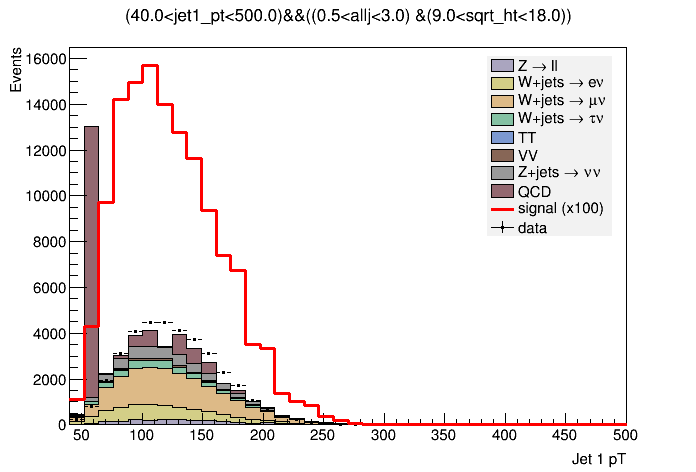 (40.0<jet1_pt<500.0)&&((0.5<allj<3.0) &(9.0<sqrt_ht<18.0))
Events
16000
14000
12000
10000
8000
6000
4000
2000
0
50 100 150 200 250 300 350 400 450 500
Jet 1 pT
Z → ll
W+jets → eν
W+jets → μν
W+jets → τν
TT
VV
Z+jets → νν
QCD
signal (x100)
data